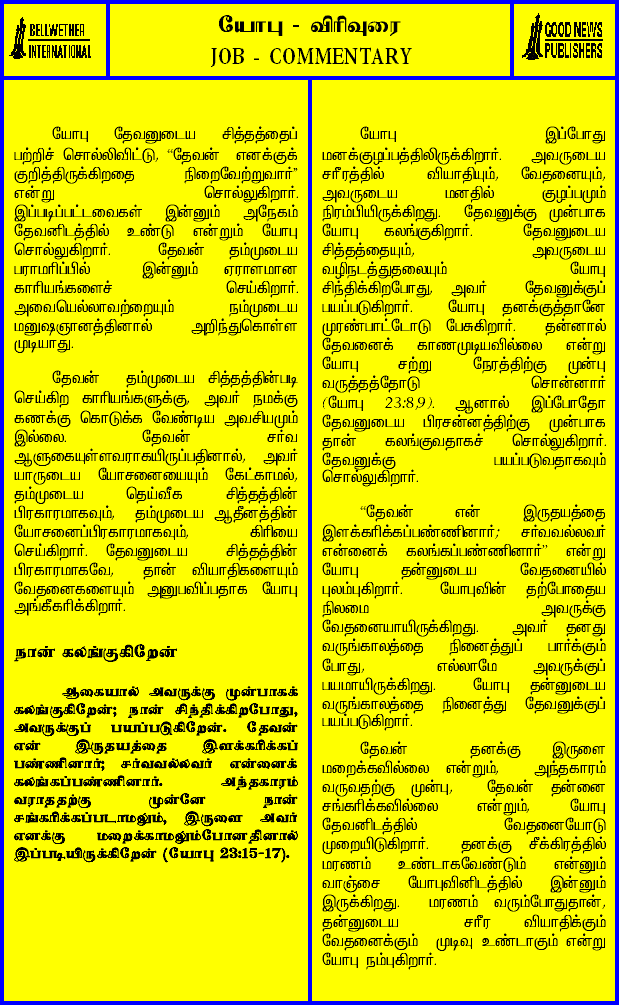 BELLWETHER
INTERNATIONAL
யோபு - விரிவுரை
JOB - COMMENTARY
GOOD NEWS
PUBLISHERS
யோபு தேவனுடைய சித்தத்தைப்
பற்றிச் சொல்லிவிட்டு, “தேவன் எனக்குக்
குறித்திருக்கிறதை நிறைவேற்றுவார்”
என்று சொல்லுகிறார்.
இப்படிப்பட்டவைகள் இன்னும் அநேகம்
தேவனிடத்தில் உண்டு என்றும் யோபு
சொல்லுகிறார். தேவன் தம்முடைய
பராமரிப்பில் இன்னும் ஏராளமான
காரியங்களைச் செய்கிறார்.
அவையெல்லாவற்றையும் நம்முடைய
மனுஷஞானத்தினால் அறிந்துகொள்ள
முடியாது.
தேவன் தம்முடைய சித்தத்தின்படி
செய்கிற காரியங்களுக்கு, அவர் நமக்கு
கணக்கு கொடுக்க வேண்டிய அவசியமும்
இல்லை. தேவன் சர்வ
ஆளுகையுள்ளவராகயிருப்பதினால், அவர்
யாருடைய யோசனையையும் கேட்காமல்,
தம்முடைய தெய்வீக சித்தத்தின்
பிரகாரமாகவும், தம்முடைய ஆதீனத்தின்
யோசனைப்பிரகாரமாகவும், கிரியை
செய்கிறார். தேவனுடைய சித்தத்தின்
பிரகாரமாகவே, தான் வியாதிகளையும்
வேதனைகளையும் அனுபவிப்பதாக யோபு
அங்கீகரிக்கிறார்.
நான் கலங்குகிறேன்
ஆகையால் அவருக்கு முன்பாகக்
கலங்குகிறேன்; நான் சிந்திக்கிறபோது,
அவருக்குப் பயப்படுகிறேன். தேவன்
என் இருதயத்தை இளக்கரிக்கப்
பண்ணினார்; சர்வவல்லவர் என்னைக்
கலங்கப்பண்ணினார். அந்தகாரம்
வராததற்கு முன்னே நான்
சங்கரிக்கப்படாமலும், இருளை அவர்
எனக்கு மறைக்காமலும்போனதினால்
இப்படியிருக்கிறேன் (யோபு 23:15-17).
யோபு இப்போது
மனக்குழப்பத்திலிருக்கிறார். அவருடைய
சரீரத்தில் வியாதியும், வேதனையும்,
அவருடைய மனதில் குழப்பமும்
நிரம்பியிருக்கிறது. தேவனுக்கு முன்பாக
யோபு கலங்குகிறார். தேவனுடைய
சித்தத்தையும், அவருடைய
வழிநடத்துதலையும் யோபு
சிந்திக்கிறபோது, அவர் தேவனுக்குப்
பயப்படுகிறார். யோபு தனக்குத்தானே
முரண்பாட்டோடு பேசுகிறார். தன்னால்
தேவனைக் காணமுடியவில்லை என்று
யோபு சற்று நேரத்திற்கு முன்பு
வருத்தத்தோடு சொன்னார்
(யோபு 23:8,9). ஆனால் இப்போதோ
தேவனுடைய பிரசன்னத்திற்கு முன்பாக
தான் கலங்குவதாகச் சொல்லுகிறார்.
தேவனுக்கு பயப்படுவதாகவும்
சொல்லுகிறார்.
“தேவன் என் இருதயத்தை
இளக்கரிக்கப்பண்ணினார்; சர்வவல்லவர்
என்னைக் கலங்கப்பண்ணினார்” என்று
யோபு தன்னுடைய வேதனையில்
புலம்புகிறார். யோபுவின் தற்போதைய
நிலமை அவருக்கு
வேதனையாயிருக்கிறது. அவர் தனது
வருங்காலத்தை நினைத்துப் பார்க்கும்
போது, எல்லாமே அவருக்குப்
பயமாயிருக்கிறது. யோபு தன்னுடைய
வருங்காலத்தை நினைத்து தேவனுக்குப்
பயப்படுகிறார்.
தேவன் தனக்கு இருளை
மறைக்கவில்லை என்றும், அந்தகாரம்
வருவதற்கு முன்பு, தேவன் தன்னை
சங்கரிக்கவில்லை என்றும், யோபு
தேவனிடத்தில் வேதனையோடு
முறையிடுகிறார். தனக்கு சீக்கிரத்தில்
மரணம் உண்டாகவேண்டும் என்னும்
வாஞ்சை யோபுவினிடத்தில் இன்னும்
இருக்கிறது. மரணம் வரும்போதுதான்,
தன்னுடைய சரீர வியாதிக்கும்
வேதனைக்கும் முடிவு உண்டாகும் என்று
யோபு நம்புகிறார்.